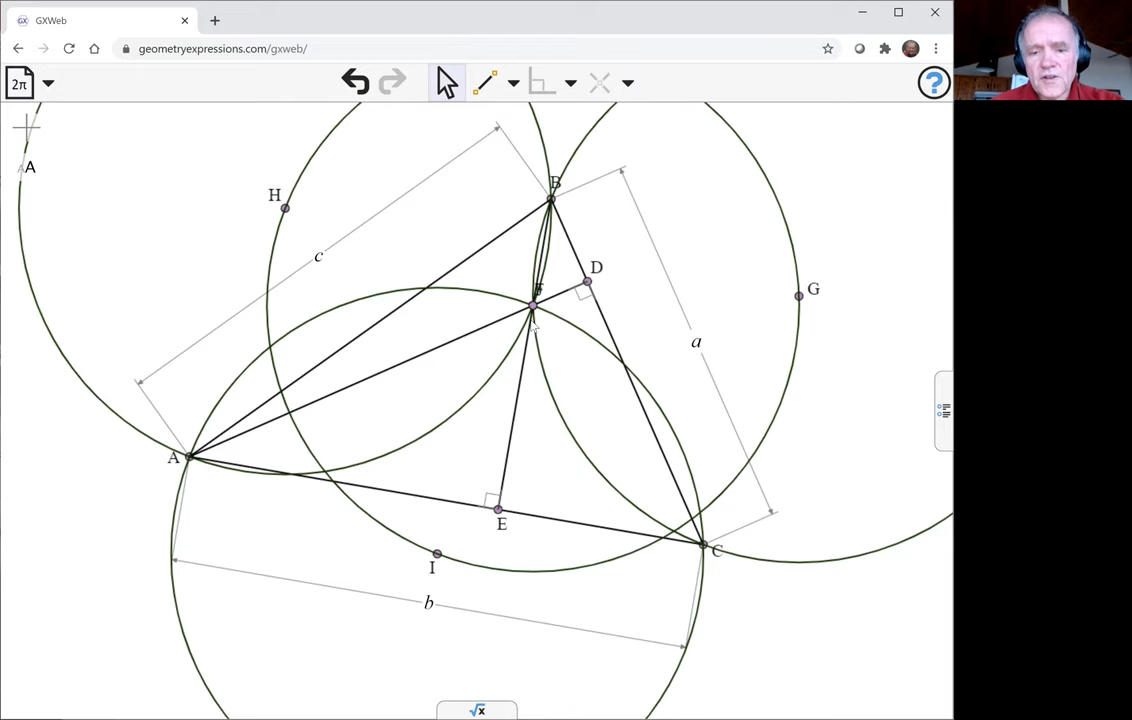 GXWeb
geometryexpressions.com/gxweb/
2π
?
A
B
H
c
D
G
a
A
E
C
I
b
√x